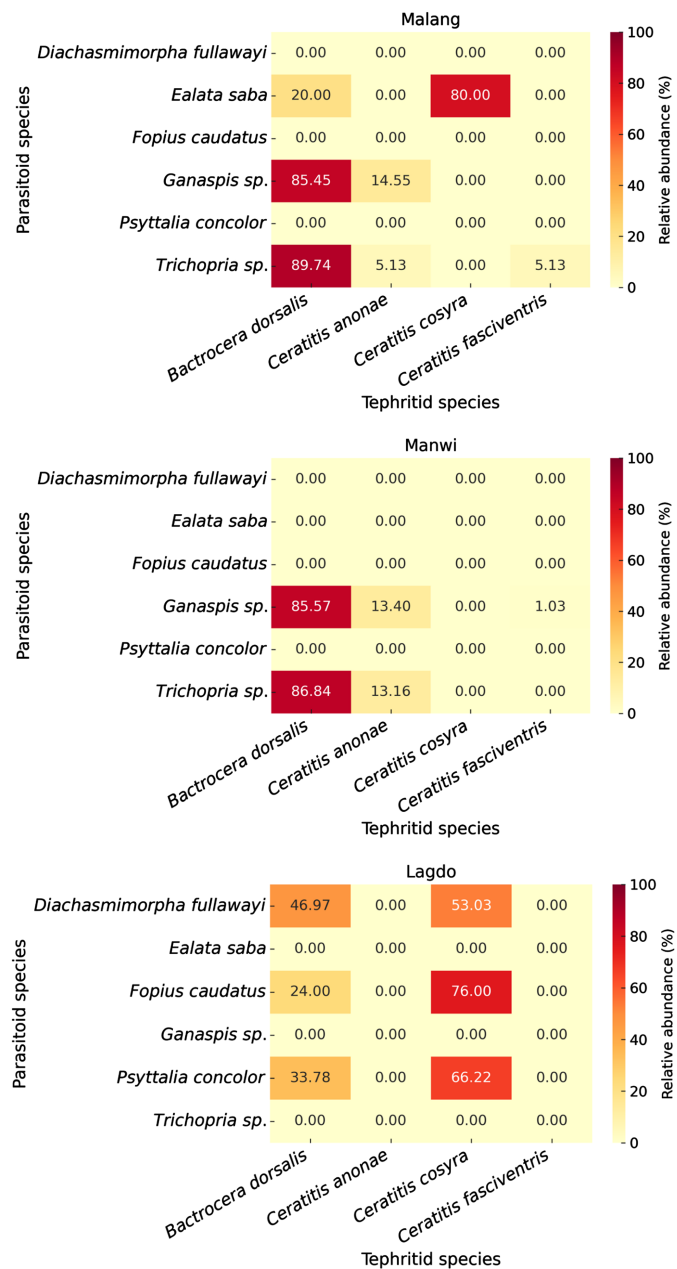 Malang
Parasitoid species
Diachasmimorpha fullawayi 0.00 0.00 0.00 0.00
Ealata saba 20.00 0.00 80.00 0.00
Fopius caudatus 0.00 0.00 0.00 0.00
Ganaspis sp. 85.45 14.55 0.00 0.00
Psyttalia concolor 0.00 0.00 0.00 0.00
Trichopria sp. 89.74 5.13 0.00 5.13
Bactrocera dorsalis
Ceratitis anonae
Ceratitis cosyra
Ceratitis fasciventris
Tephritid species
100
80
60
40
20
0
Relative abundance (%)
Manwi
Parasitoid species
Diachasmimorpha fullawayi 0.00 0.00 0.00 0.00
Ealata saba 0.00 0.00 0.00 0.00
Fopius caudatus 0.00 0.00 0.00 0.00
Ganaspis sp. 85.57 13.40 0.00 1.03
Psyttalia concolor 0.00 0.00 0.00 0.00
Trichopria sp. 86.84 13.16 0.00 0.00
Bactrocera dorsalis
Ceratitis anonae
Ceratitis cosyra
Ceratitis fasciventris
Tephritid species
100
80
60
40
20
0
Relative abundance (%)
Lagdo
Parasitoid species
Diachasmimorpha fullawayi 46.97 0.00 53.03 0.00
Ealata saba 0.00 0.00 0.00 0.00
Fopius caudatus 24.00 0.00 76.00 0.00
Ganaspis sp. 0.00 0.00 0.00 0.00
Psyttalia concolor 33.78 0.00 66.22 0.00
Trichopria sp. 0.00 0.00 0.00 0.00
Bactrocera dorsalis
Ceratitis anonae
Ceratitis cosyra
Ceratitis fasciventris
Tephritid species
100
80
60
40
20
0
Relative abundance (%)